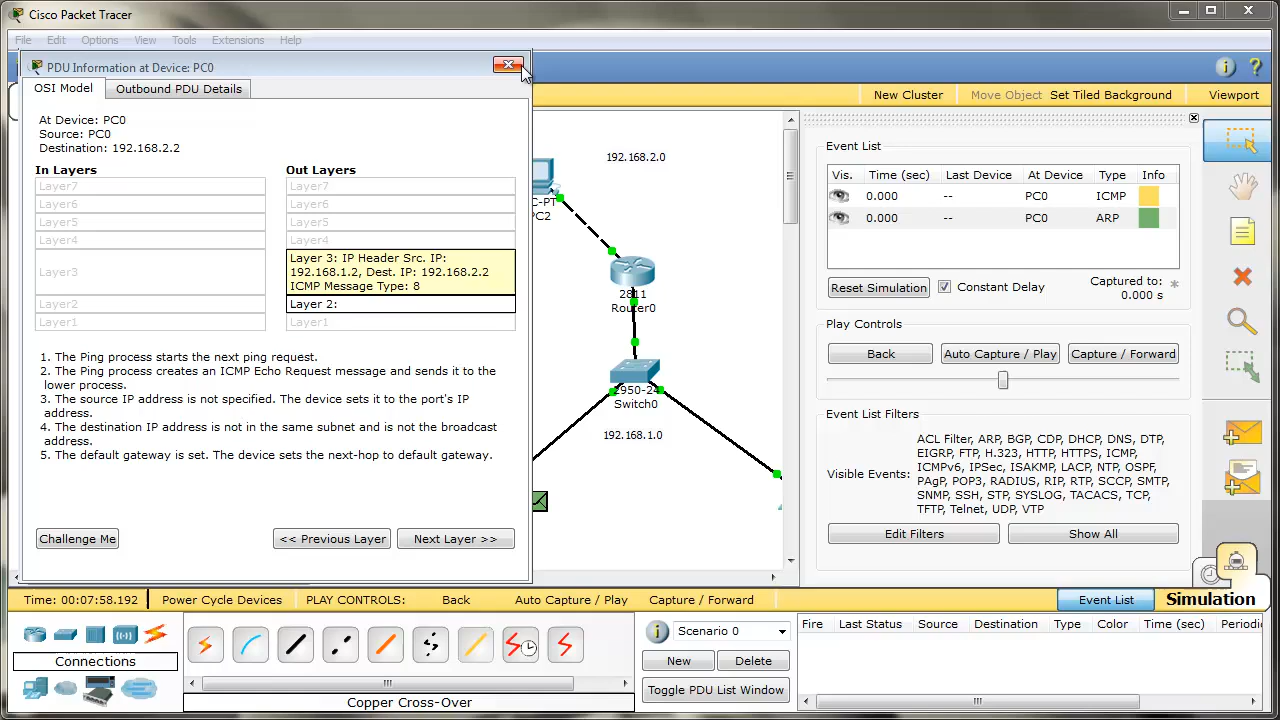 Cisco Packet Tracer
File Edit Options View Tools Extensions Help
PDU Information at Device: PC0
OSI Model Outbound PDU Details
At Device: PC0
Source: PC0
Destination: 192.168.2.2
In Layers Out Layers
Layer7 Layer7
Layer6 Layer6
Layer5 Layer5
Layer4 Layer4
Layer3
Layer 3: IP Header Src. IP:
192.168.1.2, Dest. IP: 192.168.2.2
ICMP Message Type: 8
Layer2 Layer 2:
Layer1 Layer1
1. The Ping process starts the next ping request.
2. The Ping process creates an ICMP Echo Request message and sends it to the
lower process.
3. The source IP address is not specified. The device sets it to the port's IP
address.
4. The destination IP address is not in the same subnet and is not the broadcast
address.
5. The default gateway is set. The device sets the next-hop to default gateway.
Challenge Me << Previous Layer Next Layer >>
New Cluster Move Object Set Tiled Background Viewport
192.168.2.0
C-PT
PC2
2811
Router0
2950-24
Switch0
192.168.1.0
Event List
Vis. Time (sec) Last Device At Device Type Info
0.000 -- PC0 ICMP
0.000 -- PC0 ARP
Reset Simulation Constant Delay Captured to: *
0.000 s
Play Controls
Back Auto Capture / Play Capture / Forward
Event List Filters
Visible Events:
ACL Filter, ARP, BGP, CDP, DHCP, DNS, DTP,
EIGRP, FTP, H.323, HTTP, HTTPS, ICMP,
ICMPv6, IPSec, ISAKMP, LACP, NTP, OSPF,
PAgP, POP3, RADIUS, RIP, RTP, SCCP, SMTP,
SNMP, SSH, STP, SYSLOG, TACACS, TCP,
TFTP, Telnet, UDP, VTP
Edit Filters Show All
Time: 00:07:58.192 Power Cycle Devices PLAY CONTROLS: Back Auto Capture / Play Capture / Forward Event List Simulation
Connections
Copper Cross-Over
Scenario 0
New Delete
Toggle PDU List Window
Fire Last Status Source Destination Type Color Time (sec) Periodi